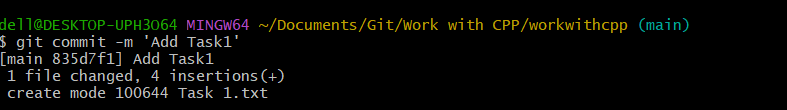 dell@DESKTOP-UPH3O64 MINGW64 ~/Documents/Git/Work with CPP/workwithcpp (main)
$ git commit -m 'Add Task1'
[main 835d7f1] Add Task1
 1 file changed, 4 insertions(+)
 create mode 100644 Task 1.txt